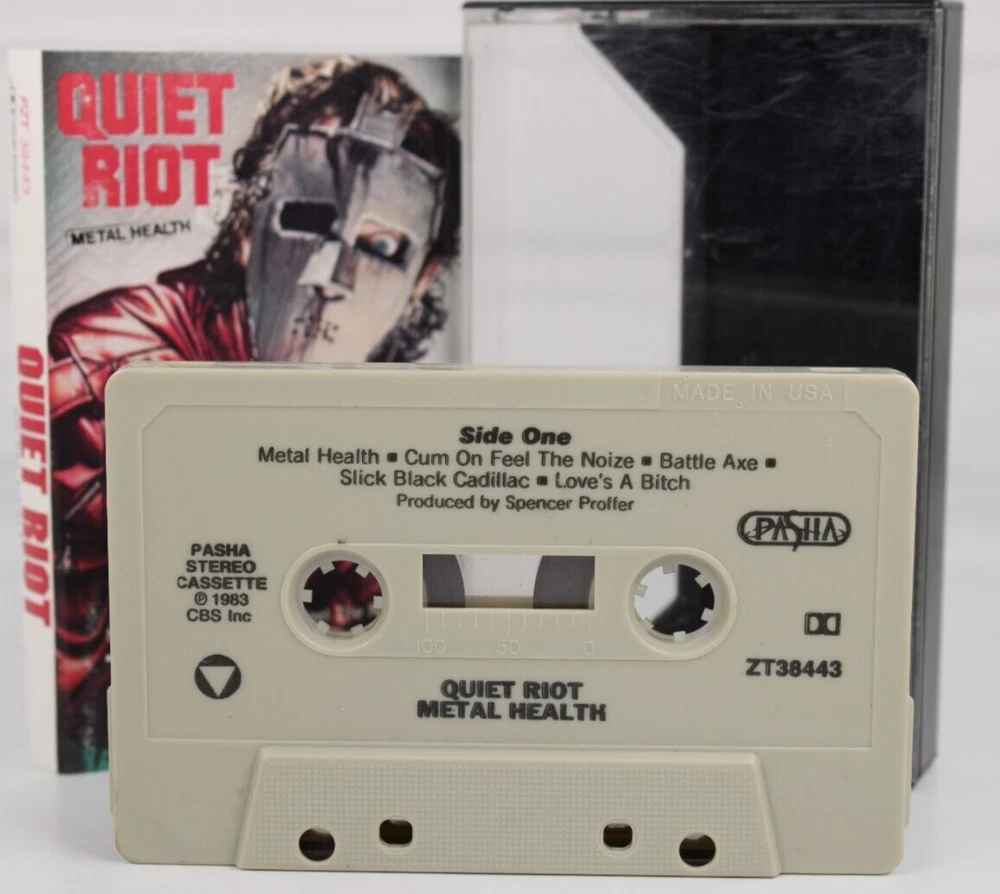 PZT 38443
QUIET RIOT
QUIET
RIOT
METAL HEALTH
MADE IN USA
Side One
Metal Health ▪ Cum On Feel The Noize ▪ Battle Axe ▪
Slick Black Cadillac ▪ Love's A Bitch
Produced by Spencer Proffer
PASHA
PASHA
STEREO
CASSETTE
℗ 1983
CBS Inc
100 50 0
ZT38443
QUIET RIOT
METAL HEALTH